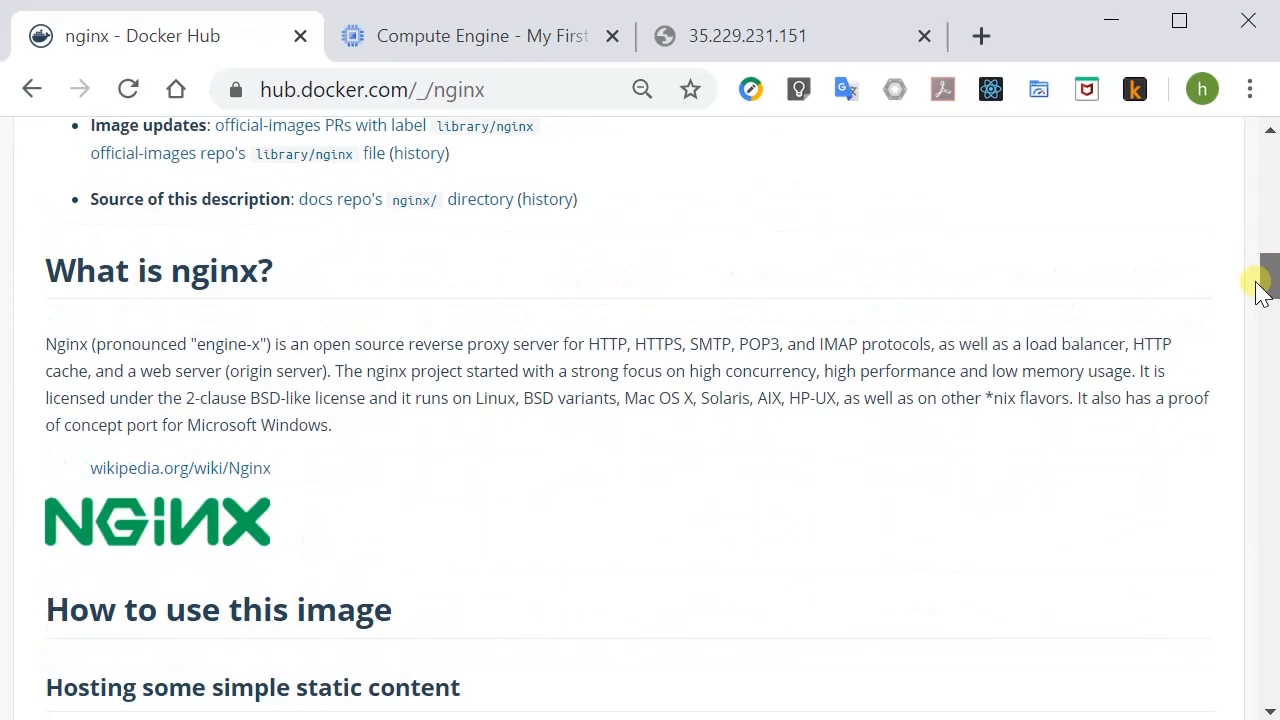 nginx - Docker Hub
Compute Engine - My First
35.229.231.151
hub.docker.com/_/nginx
h
k
Image updates: official-images PRs with label library/nginx
official-images repo's library/nginx file (history)
Source of this description: docs repo's nginx/ directory (history)
What is nginx?
Nginx (pronounced "engine-x") is an open source reverse proxy server for HTTP, HTTPS, SMTP, POP3, and IMAP protocols, as well as a load balancer, HTTP
cache, and a web server (origin server). The nginx project started with a strong focus on high concurrency, high performance and low memory usage. It is
licensed under the 2-clause BSD-like license and it runs on Linux, BSD variants, Mac OS X, Solaris, AIX, HP-UX, as well as on other *nix flavors. It also has a proof
of concept port for Microsoft Windows.
wikipedia.org/wiki/Nginx
NGINX
How to use this image
Hosting some simple static content